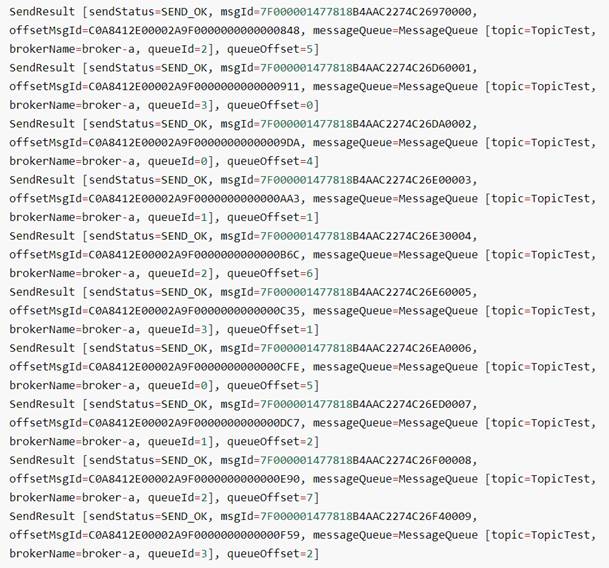 SendResult [sendStatus=SEND_OK, msgId=7F000001477818B4AAC2274C26970000,
offsetMsgId=C0A8412E00002A9F0000000000000848, messageQueue=MessageQueue [topic=TopicTest,
brokerName=broker-a, queueId=2], queueOffset=5]
SendResult [sendStatus=SEND_OK, msgId=7F000001477818B4AAC2274C26D60001,
offsetMsgId=C0A8412E00002A9F0000000000000911, messageQueue=MessageQueue [topic=TopicTest,
brokerName=broker-a, queueId=3], queueOffset=0]
SendResult [sendStatus=SEND_OK, msgId=7F000001477818B4AAC2274C26DA0002,
offsetMsgId=C0A8412E00002A9F00000000000009DA, messageQueue=MessageQueue [topic=TopicTest,
brokerName=broker-a, queueId=0], queueOffset=4]
SendResult [sendStatus=SEND_OK, msgId=7F000001477818B4AAC2274C26E00003,
offsetMsgId=C0A8412E00002A9F0000000000000AA3, messageQueue=MessageQueue [topic=TopicTest,
brokerName=broker-a, queueId=1], queueOffset=1]
SendResult [sendStatus=SEND_OK, msgId=7F000001477818B4AAC2274C26E30004,
offsetMsgId=C0A8412E00002A9F0000000000000B6C, messageQueue=MessageQueue [topic=TopicTest,
brokerName=broker-a, queueId=2], queueOffset=6]
SendResult [sendStatus=SEND_OK, msgId=7F000001477818B4AAC2274C26E60005,
offsetMsgId=C0A8412E00002A9F0000000000000C35, messageQueue=MessageQueue [topic=TopicTest,
brokerName=broker-a, queueId=3], queueOffset=1]
SendResult [sendStatus=SEND_OK, msgId=7F000001477818B4AAC2274C26EA0006,
offsetMsgId=C0A8412E00002A9F0000000000000CFE, messageQueue=MessageQueue [topic=TopicTest,
brokerName=broker-a, queueId=0], queueOffset=5]
SendResult [sendStatus=SEND_OK, msgId=7F000001477818B4AAC2274C26ED0007,
offsetMsgId=C0A8412E00002A9F0000000000000DC7, messageQueue=MessageQueue [topic=TopicTest,
brokerName=broker-a, queueId=1], queueOffset=2]
SendResult [sendStatus=SEND_OK, msgId=7F000001477818B4AAC2274C26F00008,
offsetMsgId=C0A8412E00002A9F0000000000000E90, messageQueue=MessageQueue [topic=TopicTest,
brokerName=broker-a, queueId=2], queueOffset=7]
SendResult [sendStatus=SEND_OK, msgId=7F000001477818B4AAC2274C26F40009,
offsetMsgId=C0A8412E00002A9F0000000000000F59, messageQueue=MessageQueue [topic=TopicTest,
brokerName=broker-a, queueId=3], queueOffset=2]